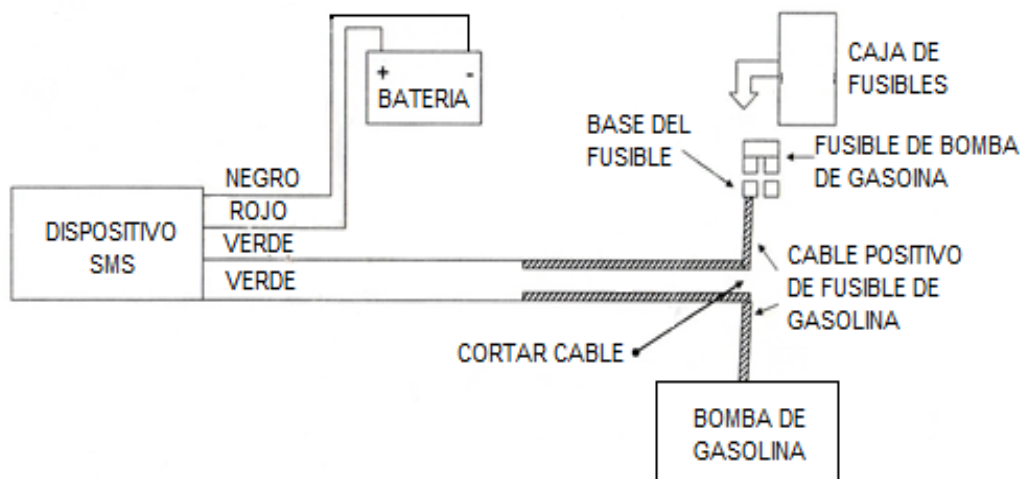 CAJA DE
FUSIBLES
+ -
BATERIA
BASE DEL
FUSIBLE
FUSIBLE DE BOMBA
DE GASOINA
NEGRO
ROJO
VERDE
VERDE
DISPOSITIVO
SMS
CABLE POSITIVO
DE FUSIBLE DE
GASOLINA
CORTAR CABLE
BOMBA DE
GASOLINA